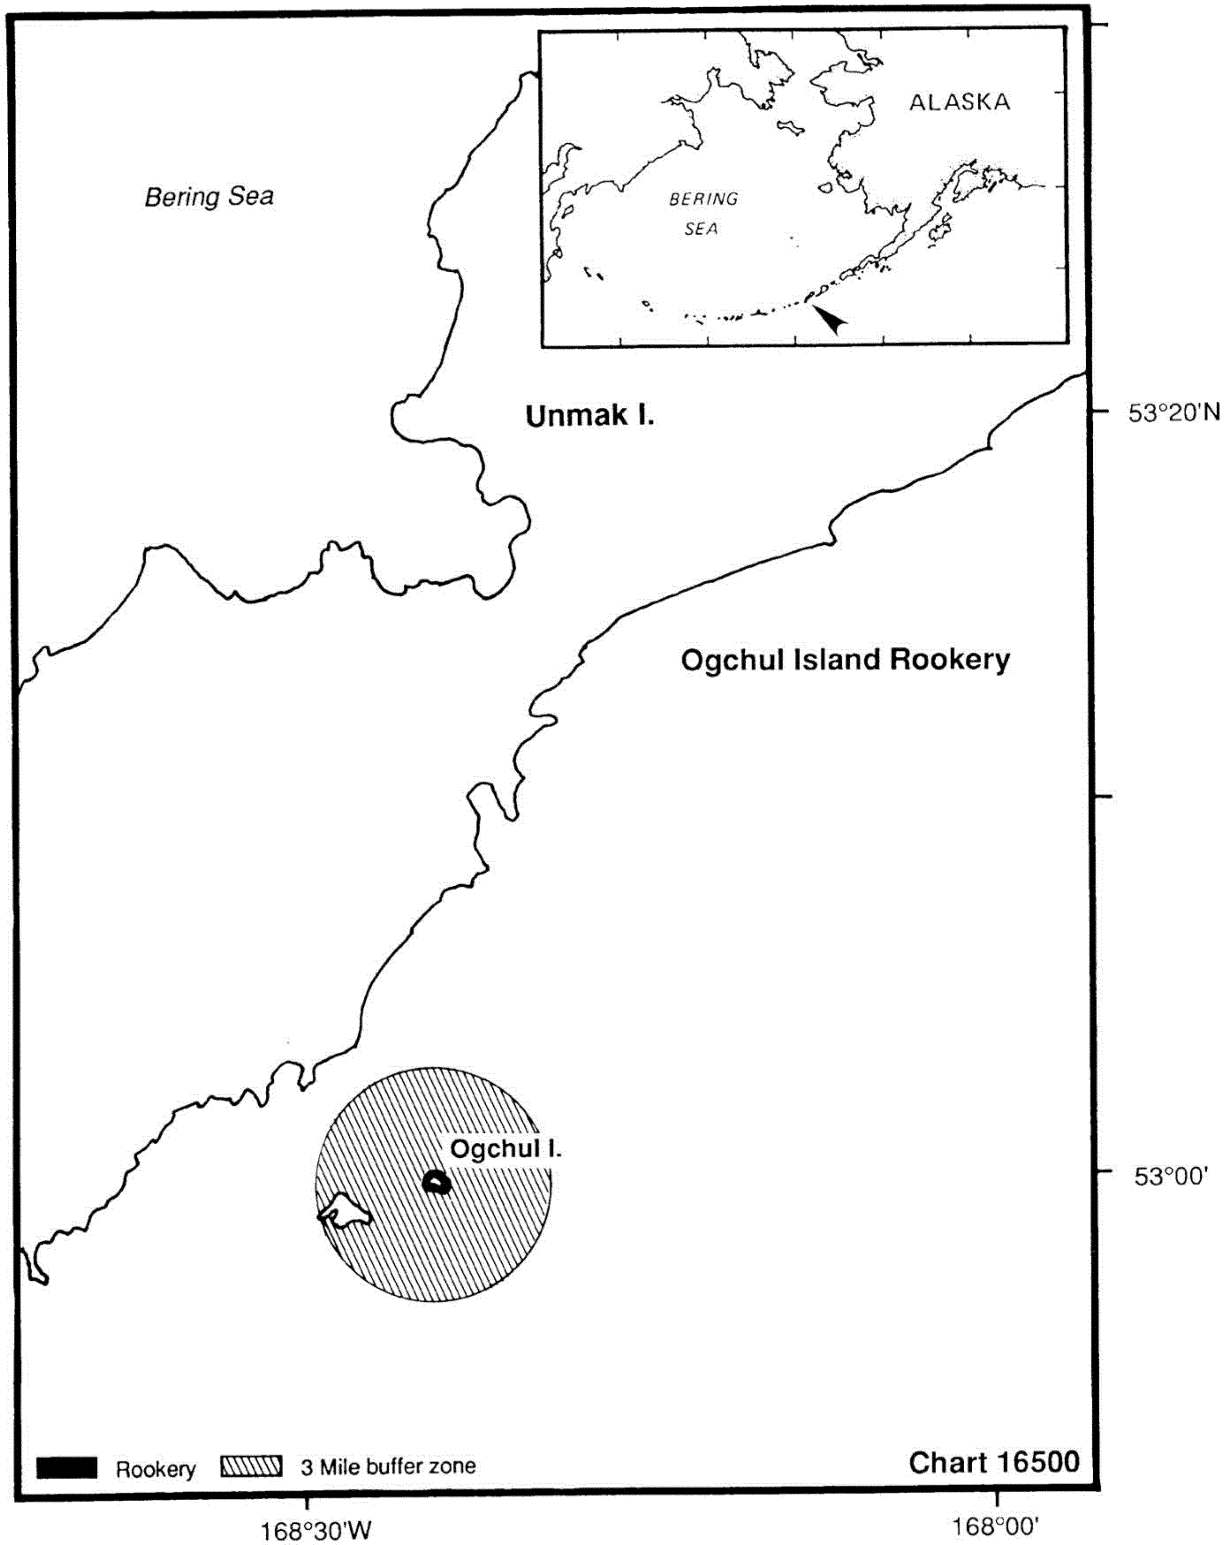 ALASKA
Bering Sea
BERING
SEA
Unmak I.
53°20'N
Ogchul Island Rookery
Ogchul I.
53°00'
Rookery
3 Mile buffer zone
Chart 16500
168°30'W
168°00'